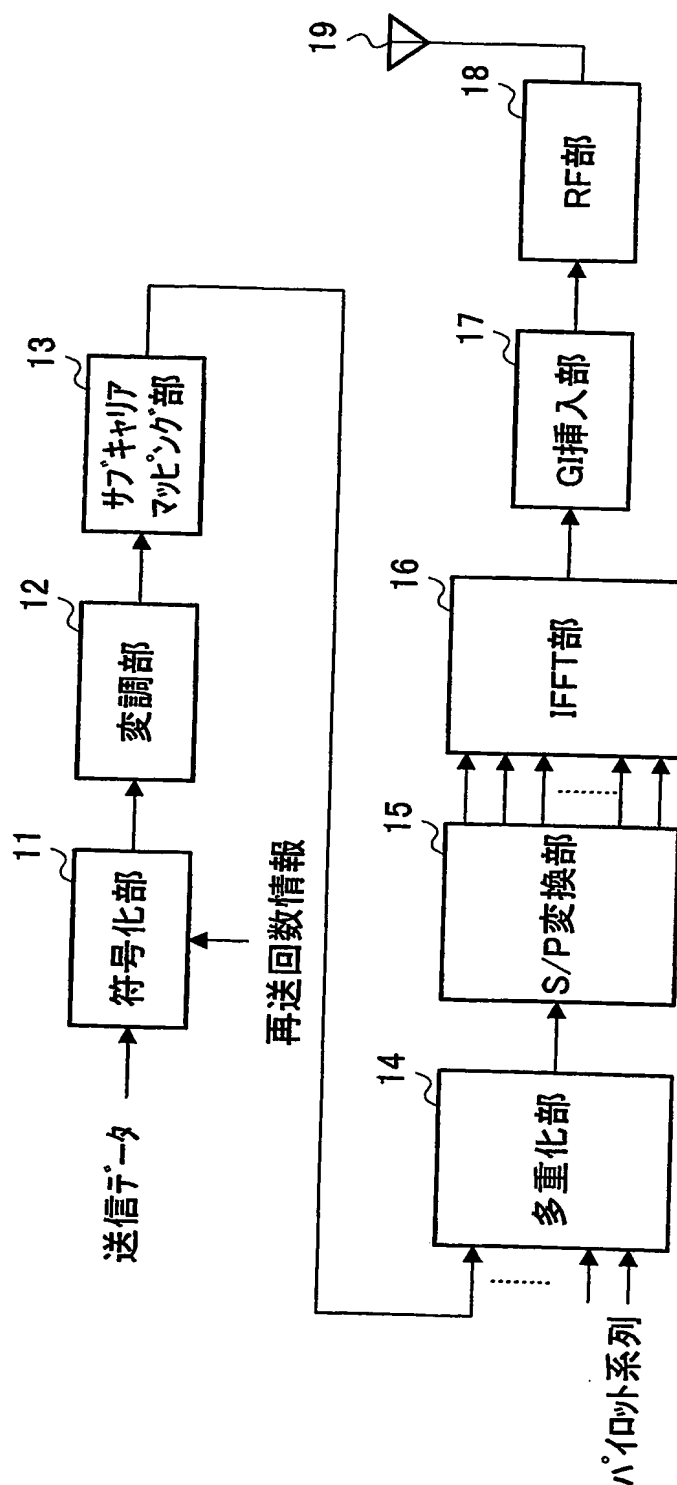 送信データ
11
符号化部
再送回数情報
12
変調部
13
サブキャリア
マッピング部
パイロット系列
14
多重化部
15
S/P変換部
16
IFFT部
17
GI挿入部
18
RF部
19